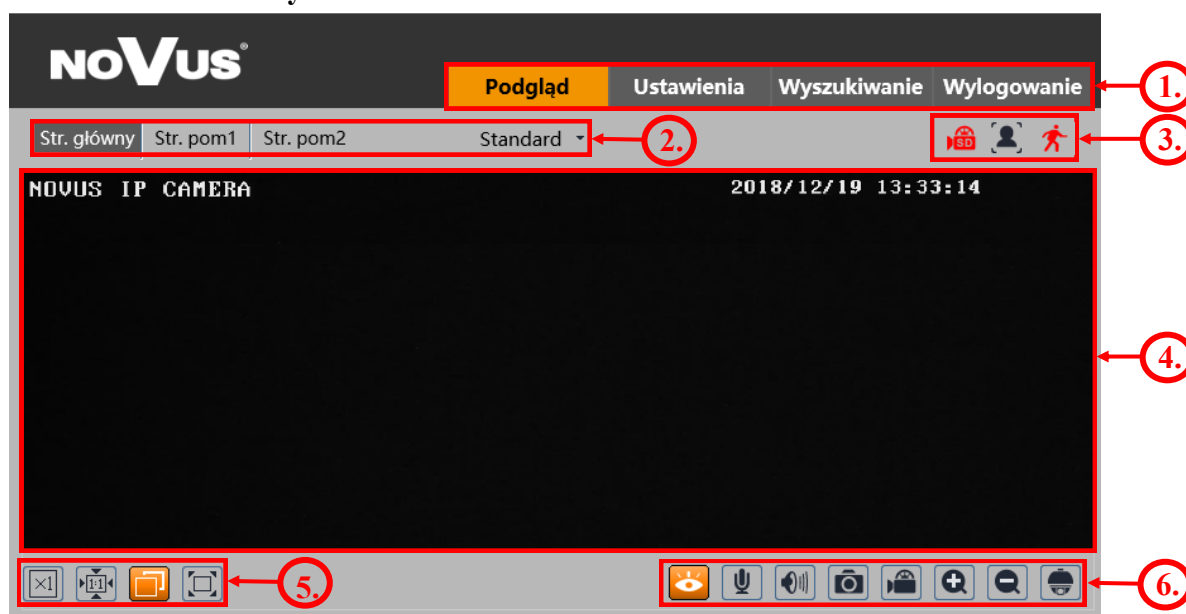 NOVUS®
Podgląd Ustawienia Wyszukiwanie Wylogowanie 1.
Str. główny Str. pom1 Str. pom2 Standard 2. SD 3.
NOVUS IP CAMERA 2018/12/19 13:33:14
4.
×1 1:1 5. 6.